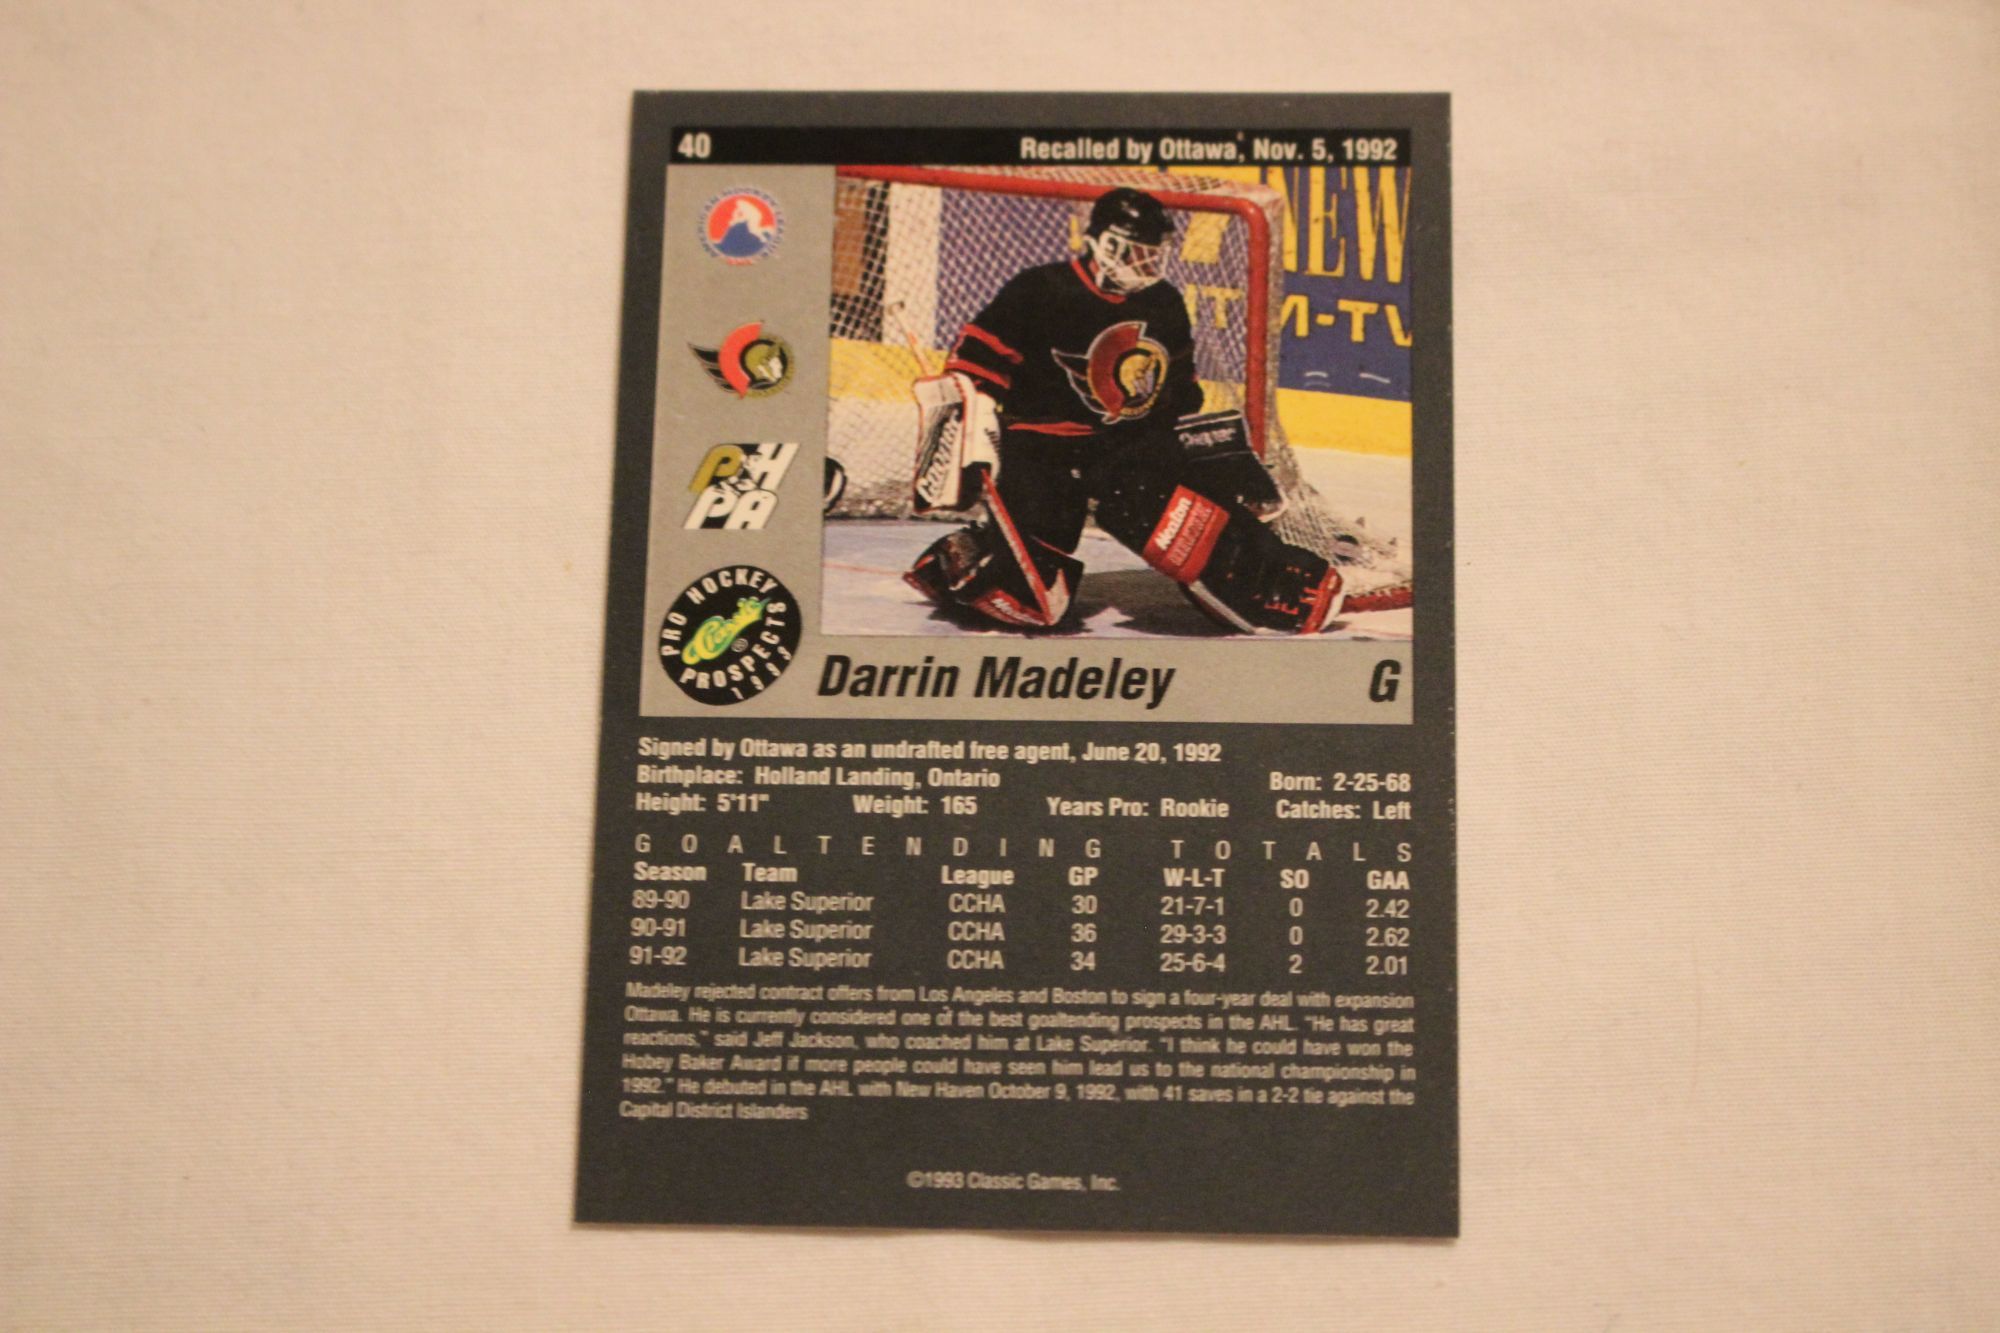 40 Recalled by Ottawa, Nov. 5, 1992
AMERICAN HOCKEY LEAGUE
NEW
M-TV
Vaughn
Heaton
PHPA
PRO HOCKEY PROSPECTS 1993
Classic
Darrin Madeley G
Signed by Ottawa as an undrafted free agent, June 20, 1992
Birthplace: Holland Landing, Ontario Born: 2-25-68
Height: 5'11" Weight: 165 Years Pro: Rookie Catches: Left
GOALTENDING TOTALS
Season Team League GP W-L-T SO GAA
89-90 Lake Superior CCHA 30 21-7-1 0 2.42
90-91 Lake Superior CCHA 36 29-3-3 0 2.62
91-92 Lake Superior CCHA 34 25-6-4 2 2.01
Madeley rejected contract offers from Los Angeles and Boston to sign a four-year deal with expansion
Ottawa. He is currently considered one of the best goaltending prospects in the AHL. "He has great
reactions," said Jeff Jackson, who coached him at Lake Superior. "I think he could have won the
Hobey Baker Award if more people could have seen him lead us to the national championship in
1992." He debuted in the AHL with New Haven October 9, 1992, with 41 saves in a 2-2 tie against the
Capital District Islanders
©1993 Classic Games, Inc.